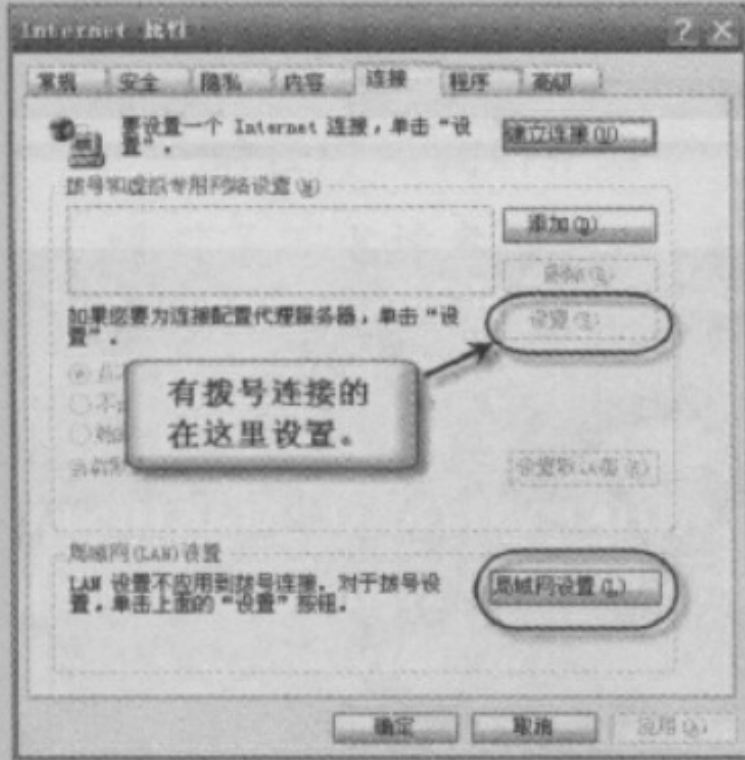 Internet 属性
常规 安全 隐私 内容 连接 程序 高级
要设置一个 Internet 连接，单击“设
置”。
建立连接(U)
拨号和虚拟专用网络设置(N)
添加(D)
如果您要为连接配置代理服务器，单击“设
置”。
设置(S)
有拨号连接的
在这里设置。
局域网(LAN)设置
LAN 设置不应用到拨号连接。对于拨号设
置，单击上面的“设置”按钮。
局域网设置(L)
确定 取消 应用(A)